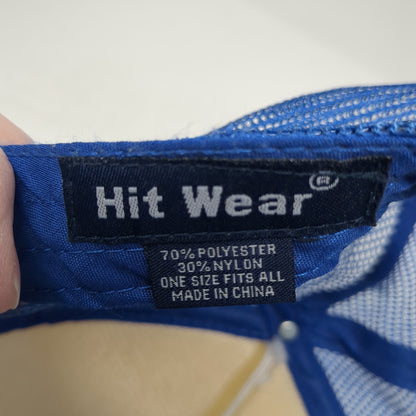 Hit Wear®
70% POLYESTER
30% NYLON
ONE SIZE FITS ALL
MADE IN CHINA